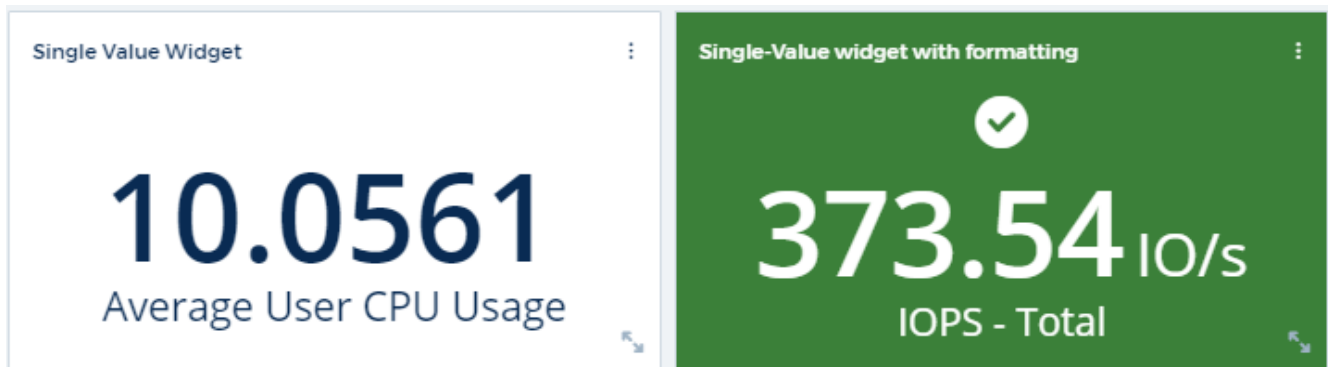 Single Value Widget
10.0561
Average User CPU Usage
Single-Value widget with formatting
373.54 IO/s
IOPS - Total